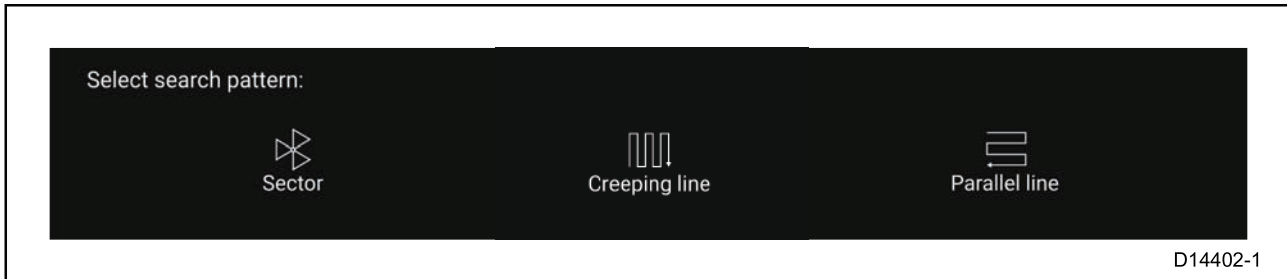 Select search pattern:
Sector
Creeping line
Parallel line
D14402-1